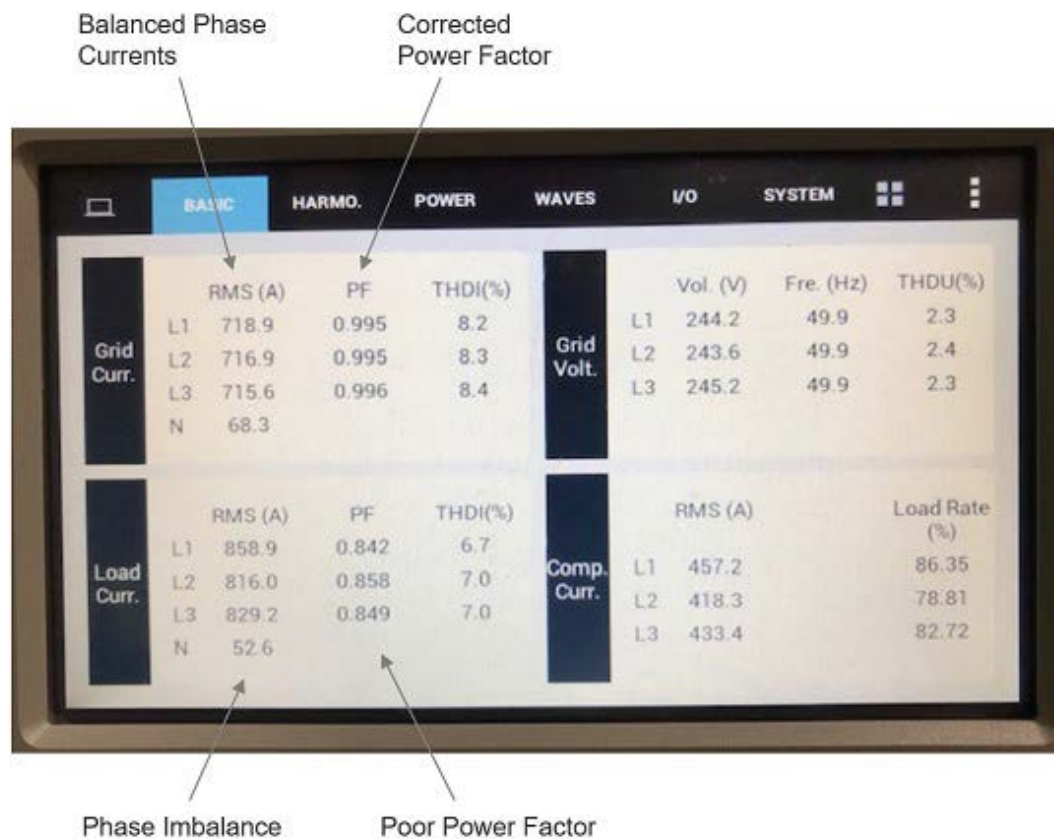 Balanced Phase
Currents
Corrected
Power Factor
BASIC HARMO. POWER WAVES I/O SYSTEM
Grid
Curr.
RMS (A) PF THDI(%)
L1 718.9 0.995 8.2
L2 716.9 0.995 8.3
L3 715.6 0.996 8.4
N 68.3
Grid
Volt.
Vol. (V) Fre. (Hz) THDU(%)
L1 244.2 49.9 2.3
L2 243.6 49.9 2.4
L3 245.2 49.9 2.3
Load
Curr.
RMS (A) PF THDI(%)
L1 858.9 0.842 6.7
L2 816.0 0.858 7.0
L3 829.2 0.849 7.0
N 52.6
Comp.
Curr.
RMS (A) Load Rate
(%)
L1 457.2 86.35
L2 418.3 78.81
L3 433.4 82.72
Phase Imbalance
Poor Power Factor